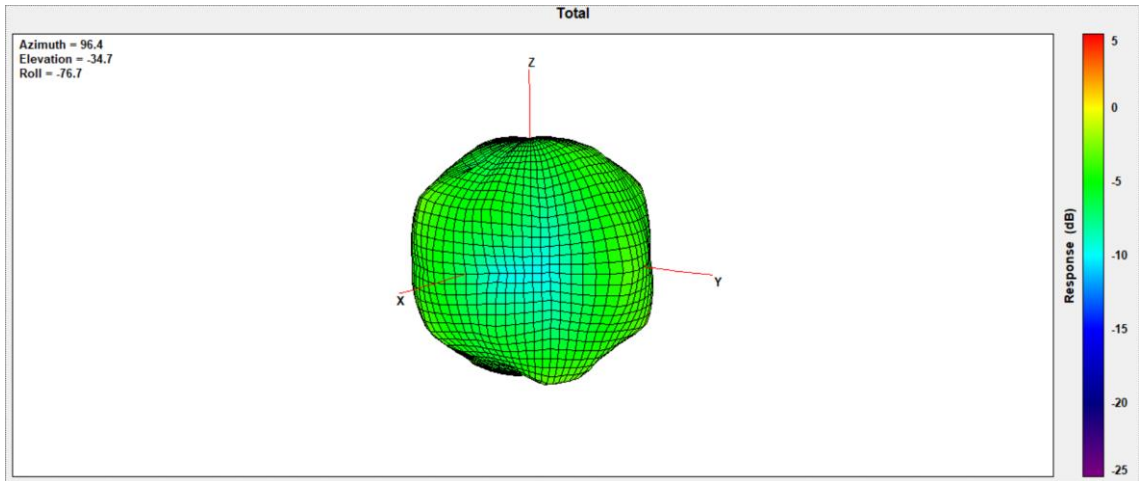 Total
Azimuth = 96.4
Elevation = -34.7
Roll = -76.7
Z
X
Y
5
0
-5
-10
-15
-20
-25
Response (dB)